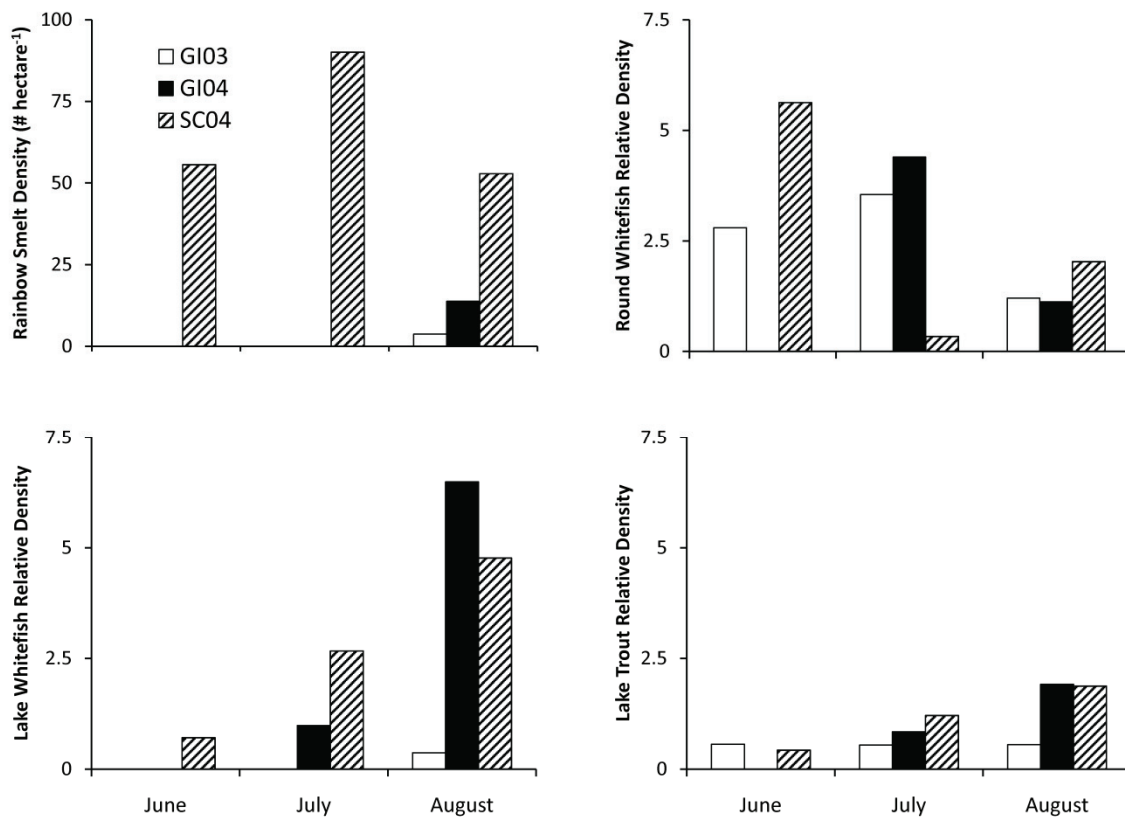 Rainbow Smelt Density (# hectare⁻¹)
100
75
50
25
0
GI03
GI04
SC04
Round Whitefish Relative Density
7.5
5
2.5
0
Lake Whitefish Relative Density
7.5
5
2.5
0
June July August
Lake Trout Relative Density
7.5
5
2.5
0
June July August